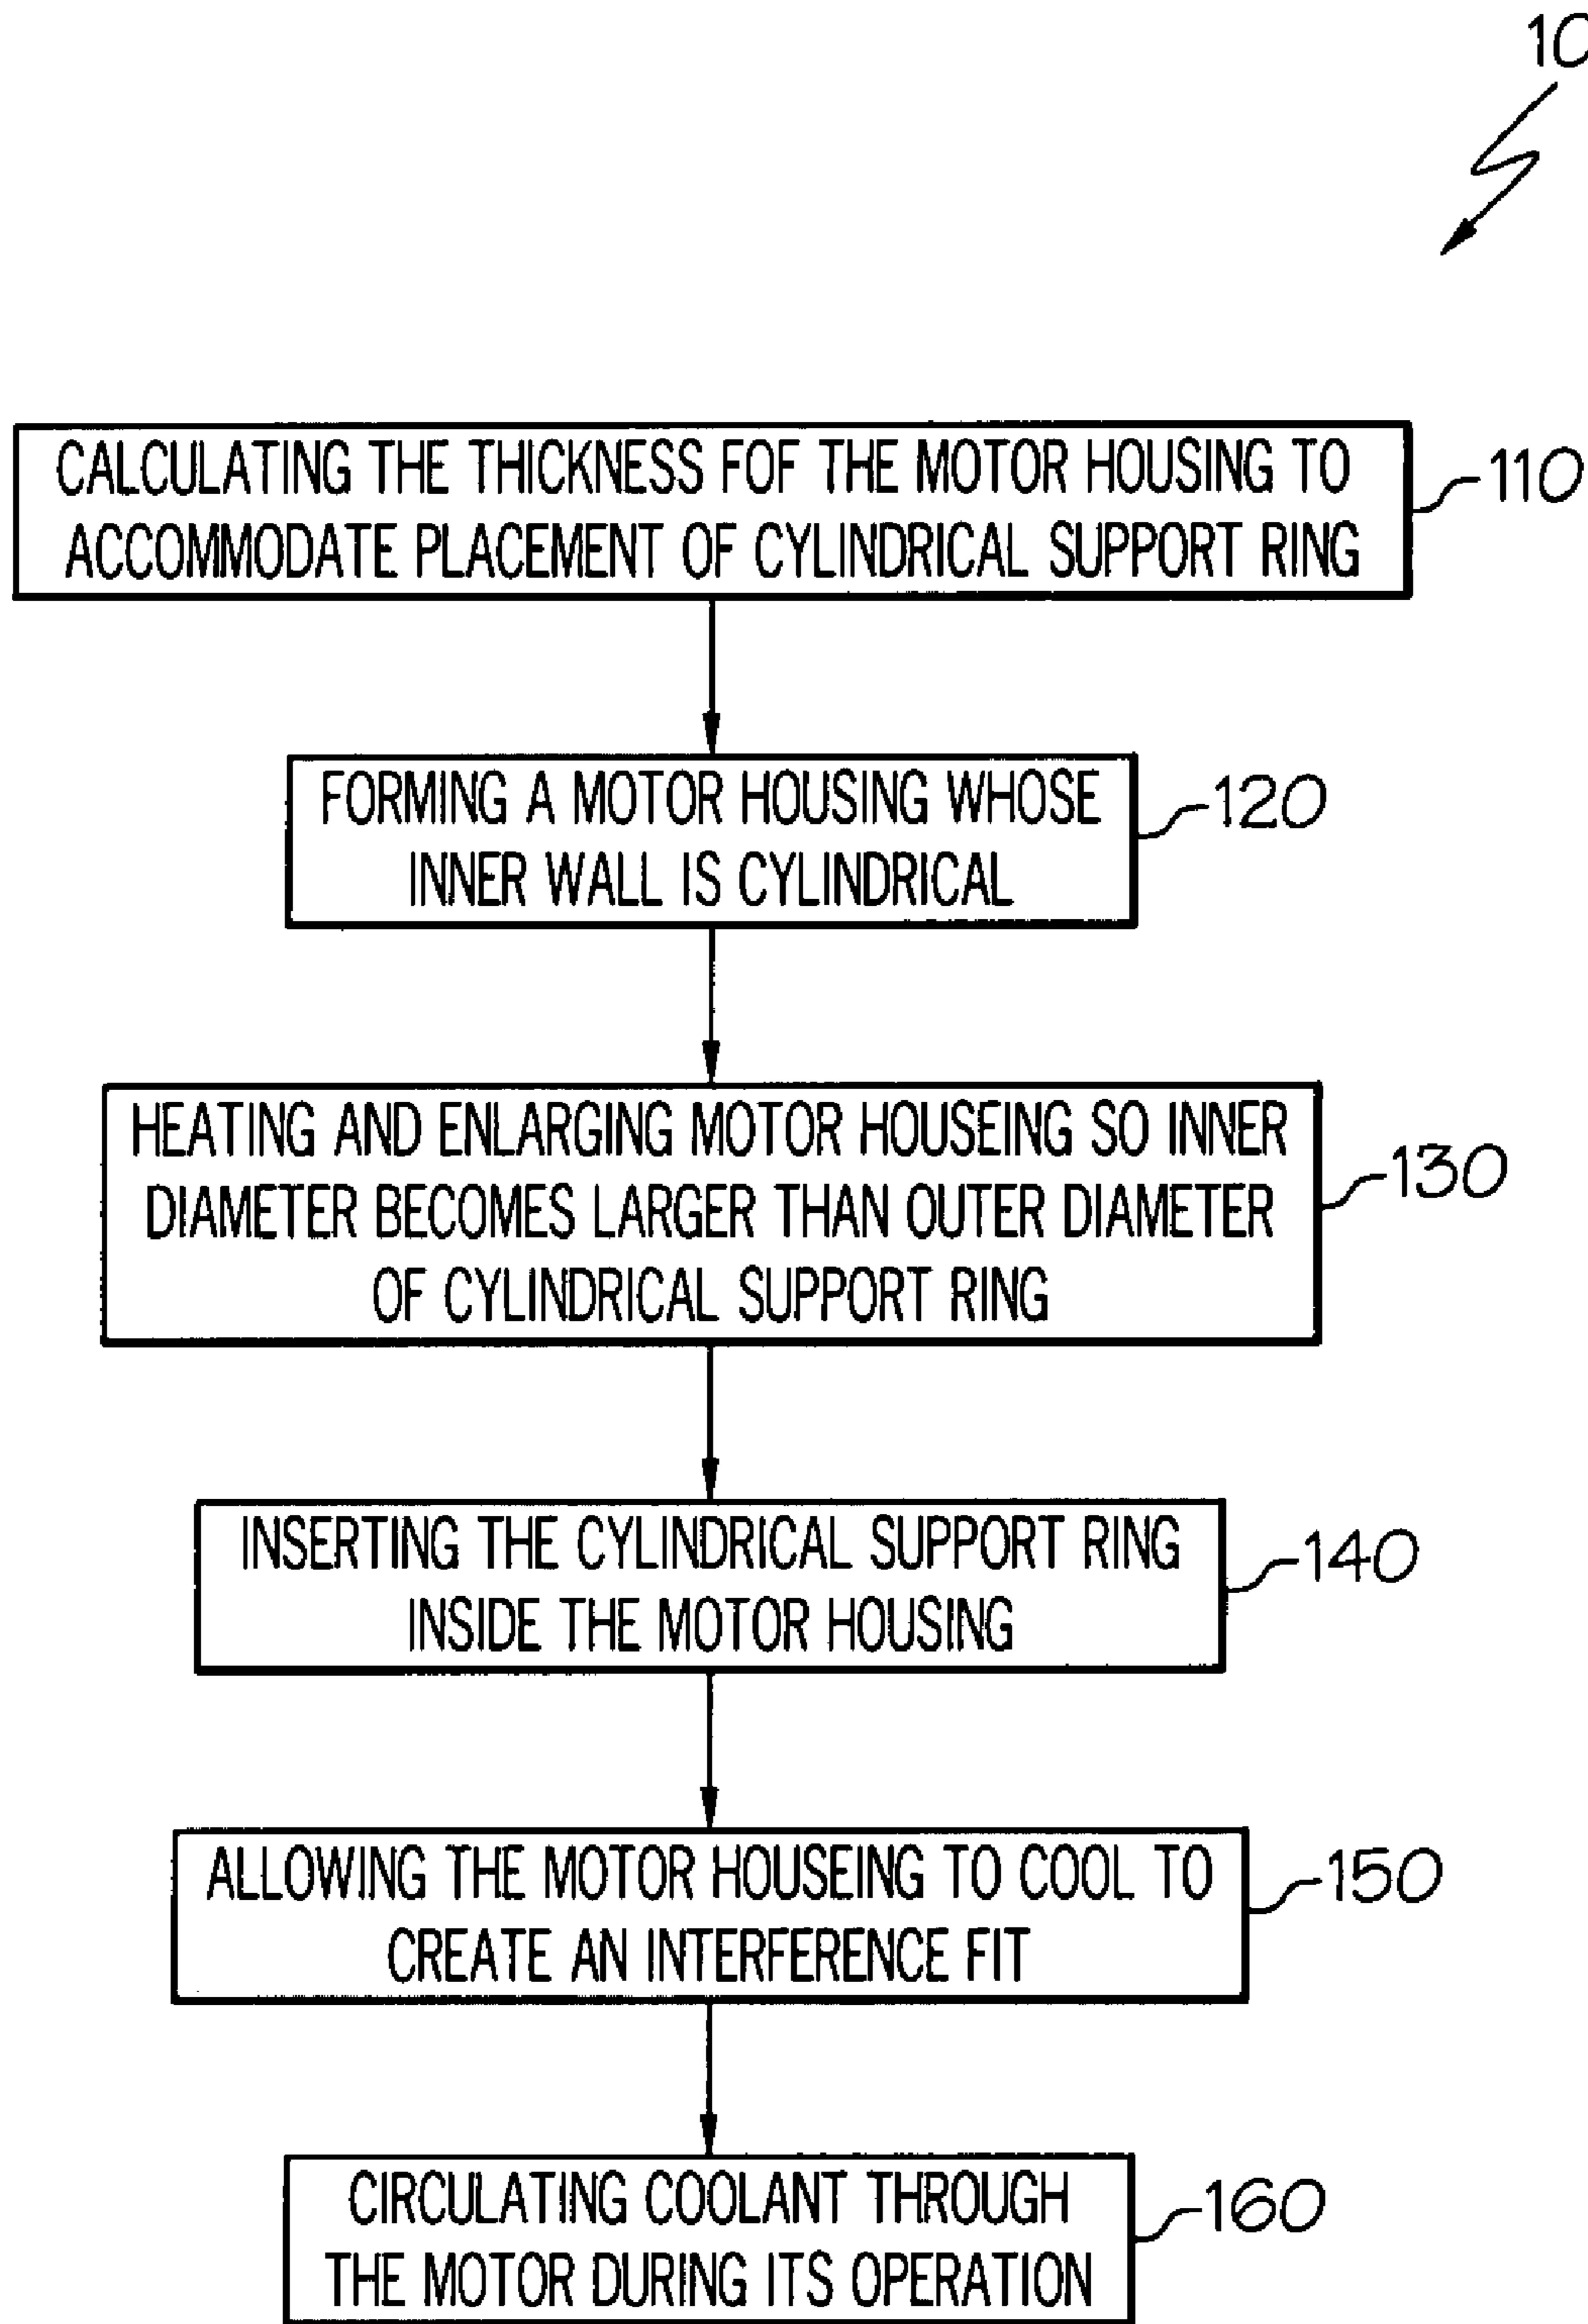 10
CALCULATING THE THICKNESS FOF THE MOTOR HOUSING TO
ACCOMMODATE PLACEMENT OF CYLINDRICAL SUPPORT RING
110
FORMING A MOTOR HOUSING WHOSE
INNER WALL IS CYLINDRICAL
120
HEATING AND ENLARGING MOTOR HOUSEING SO INNER
DIAMETER BECOMES LARGER THAN OUTER DIAMETER
OF CYLINDRICAL SUPPORT RING
130
INSERTING THE CYLINDRICAL SUPPORT RING
INSIDE THE MOTOR HOUSING
140
ALLOWING THE MOTOR HOUSEING TO COOL TO
CREATE AN INTERFERENCE FIT
150
CIRCULATING COOLANT THROUGH
THE MOTOR DURING ITS OPERATION
160